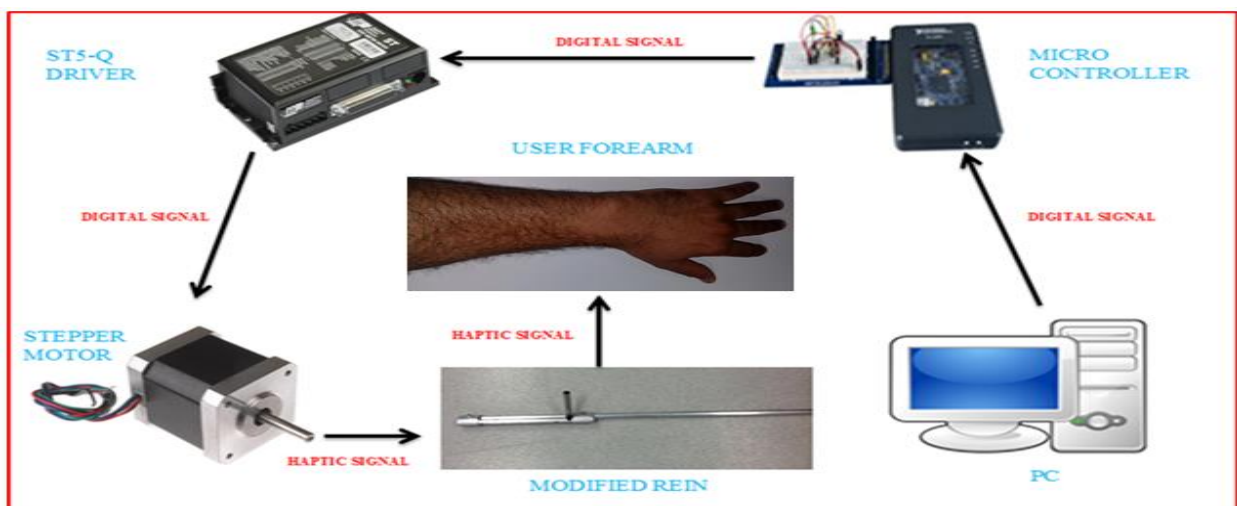 ST5-Q
DRIVER
DIGITAL SIGNAL
MICRO
CONTROLLER
USER FOREARM
DIGITAL SIGNAL
DIGITAL SIGNAL
STEPPER
MOTOR
HAPTIC SIGNAL
HAPTIC SIGNAL
MODIFIED REIN
PC